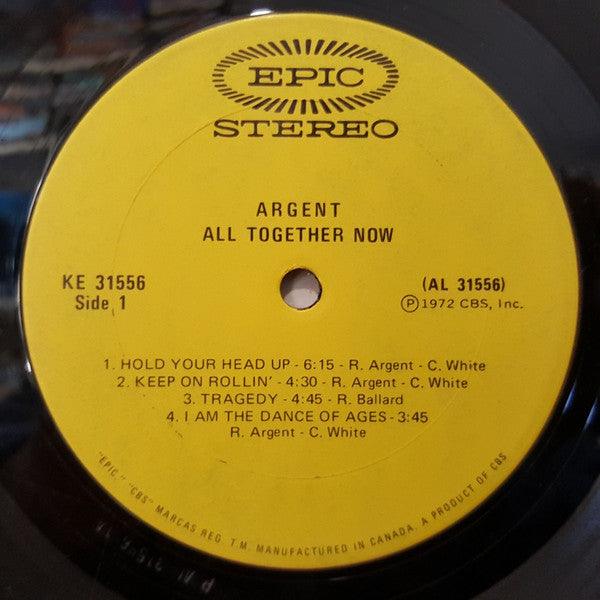 EPIC
STEREO
ARGENT
ALL TOGETHER NOW
KE 31556
Side 1
(AL 31556)
Ⓟ1972 CBS, Inc.
1. HOLD YOUR HEAD UP - 6:15 - R. Argent - C. White
2. KEEP ON ROLLIN' - 4:30 - R. Argent - C. White
3. TRAGEDY - 4:45 - R. Ballard
4. I AM THE DANCE OF AGES - 3:45
R. Argent - C. White
"EPIC," "CBS" MARCAS REG. T.M. MANUFACTURED IN CANADA. A PRODUCT OF CBS